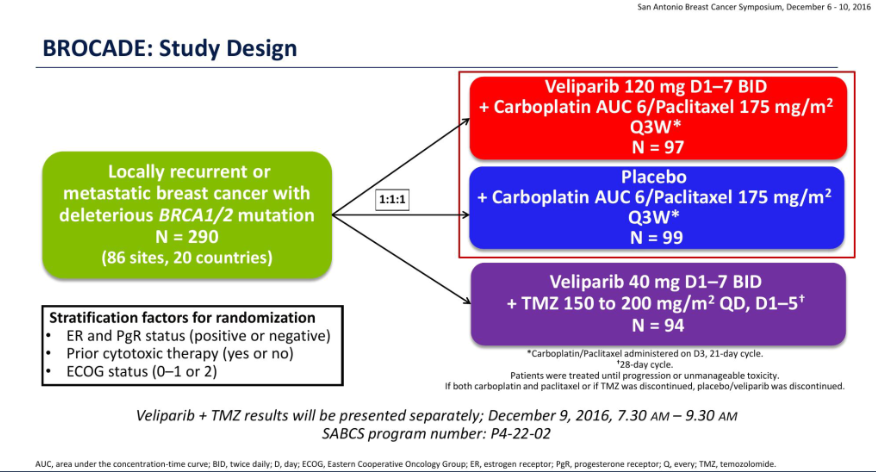 San Antonio Breast Cancer Symposium, December 6 - 10, 2016
BROCADE: Study Design
Locally recurrent or
metastatic breast cancer with
deleterious BRCA1/2 mutation
N = 290
(86 sites, 20 countries)
1:1:1
Veliparib 120 mg D1–7 BID
+ Carboplatin AUC 6/Paclitaxel 175 mg/m²
Q3W*
N = 97
Placebo
+ Carboplatin AUC 6/Paclitaxel 175 mg/m²
Q3W*
N = 99
Veliparib 40 mg D1–7 BID
+ TMZ 150 to 200 mg/m² QD, D1–5†
N = 94
Stratification factors for randomization
• ER and PgR status (positive or negative)
• Prior cytotoxic therapy (yes or no)
• ECOG status (0–1 or 2)
*Carboplatin/Paclitaxel administered on D3, 21-day cycle.
†28-day cycle.
Patients were treated until progression or unmanageable toxicity.
If both carboplatin and paclitaxel or if TMZ was discontinued, placebo/veliparib was discontinued.
Veliparib + TMZ results will be presented separately; December 9, 2016, 7.30 AM – 9.30 AM
SABCS program number: P4-22-02
AUC, area under the concentration-time curve; BID, twice daily; D, day; ECOG, Eastern Cooperative Oncology Group; ER, estrogen receptor; PgR, progesterone receptor; Q, every; TMZ, temozolomide.